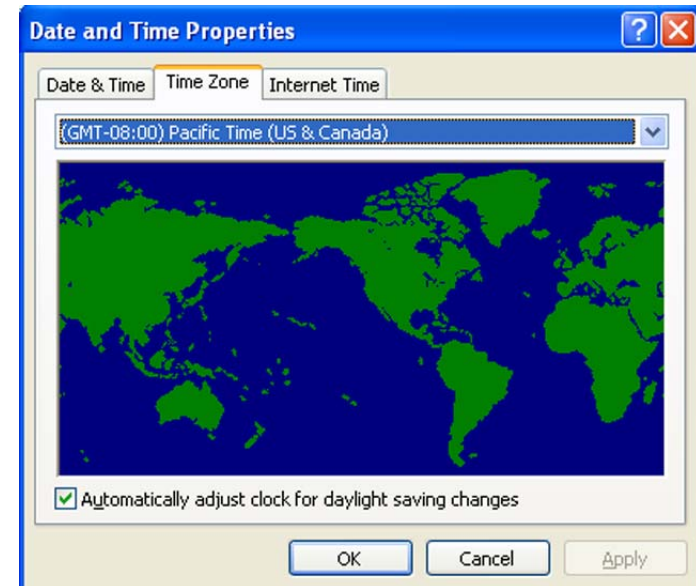 Date and Time Properties
Date & Time Time Zone Internet Time
(GMT-08:00) Pacific Time (US & Canada)
Automatically adjust clock for daylight saving changes
OK Cancel Apply